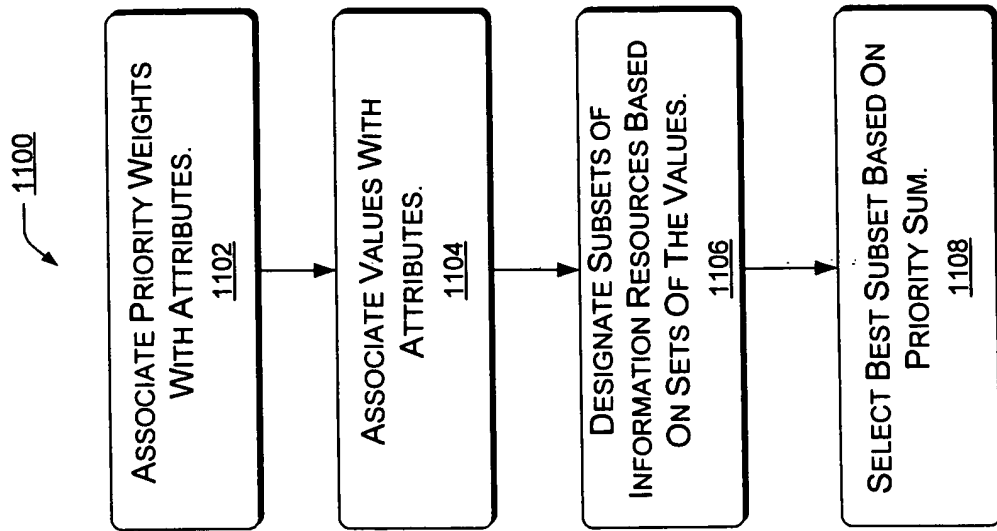 1100
ASSOCIATE PRIORITY WEIGHTS
WITH ATTRIBUTES.
1102
ASSOCIATE VALUES WITH
ATTRIBUTES.
1104
DESIGNATE SUBSETS OF
INFORMATION RESOURCES BASED
ON SETS OF THE VALUES.
1106
SELECT BEST SUBSET BASED ON
PRIORITY SUM.
1108